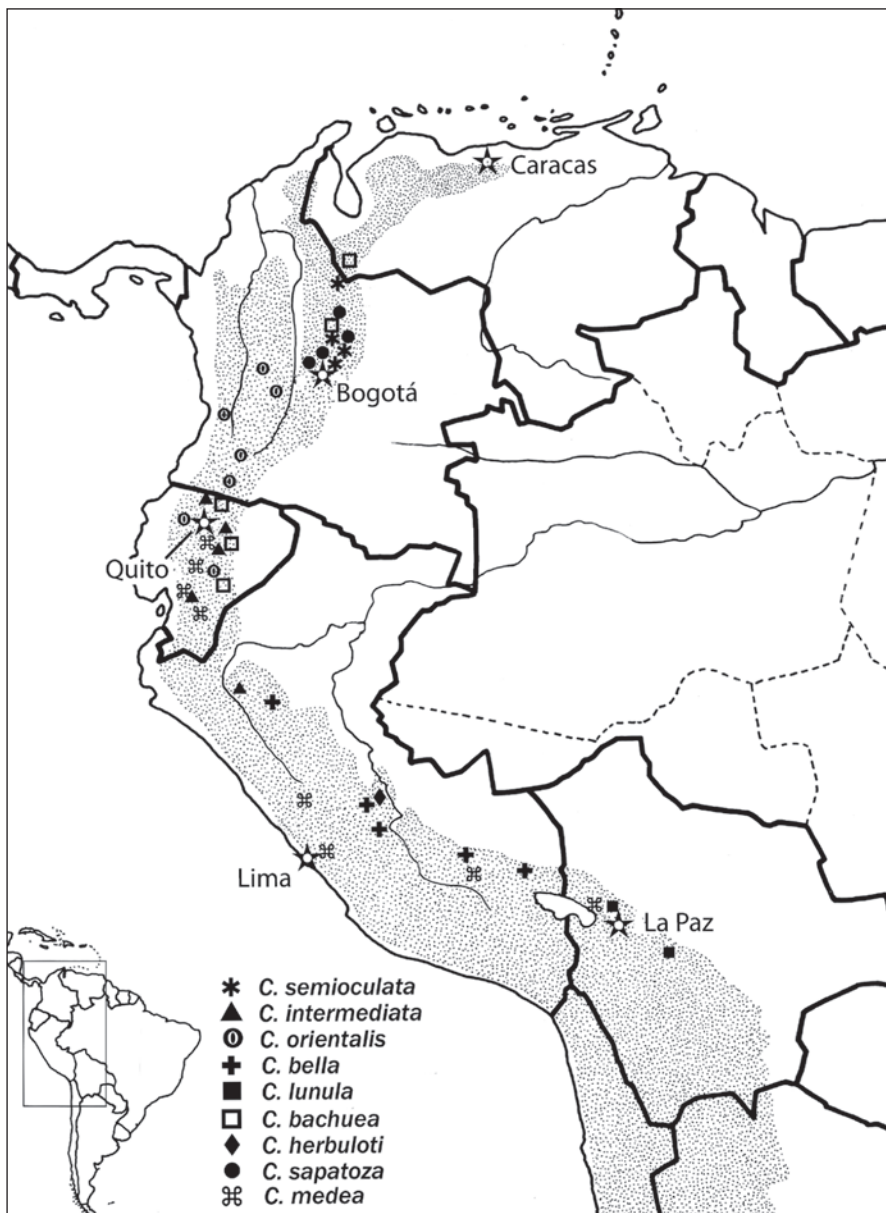 Caracas
Bogotá
Quito
Lima
La Paz
C. semioculata
C. intermediata
C. orientalis
C. bella
C. lunula
C. bachuea
C. herbuloti
C. sapatoza
C. medea